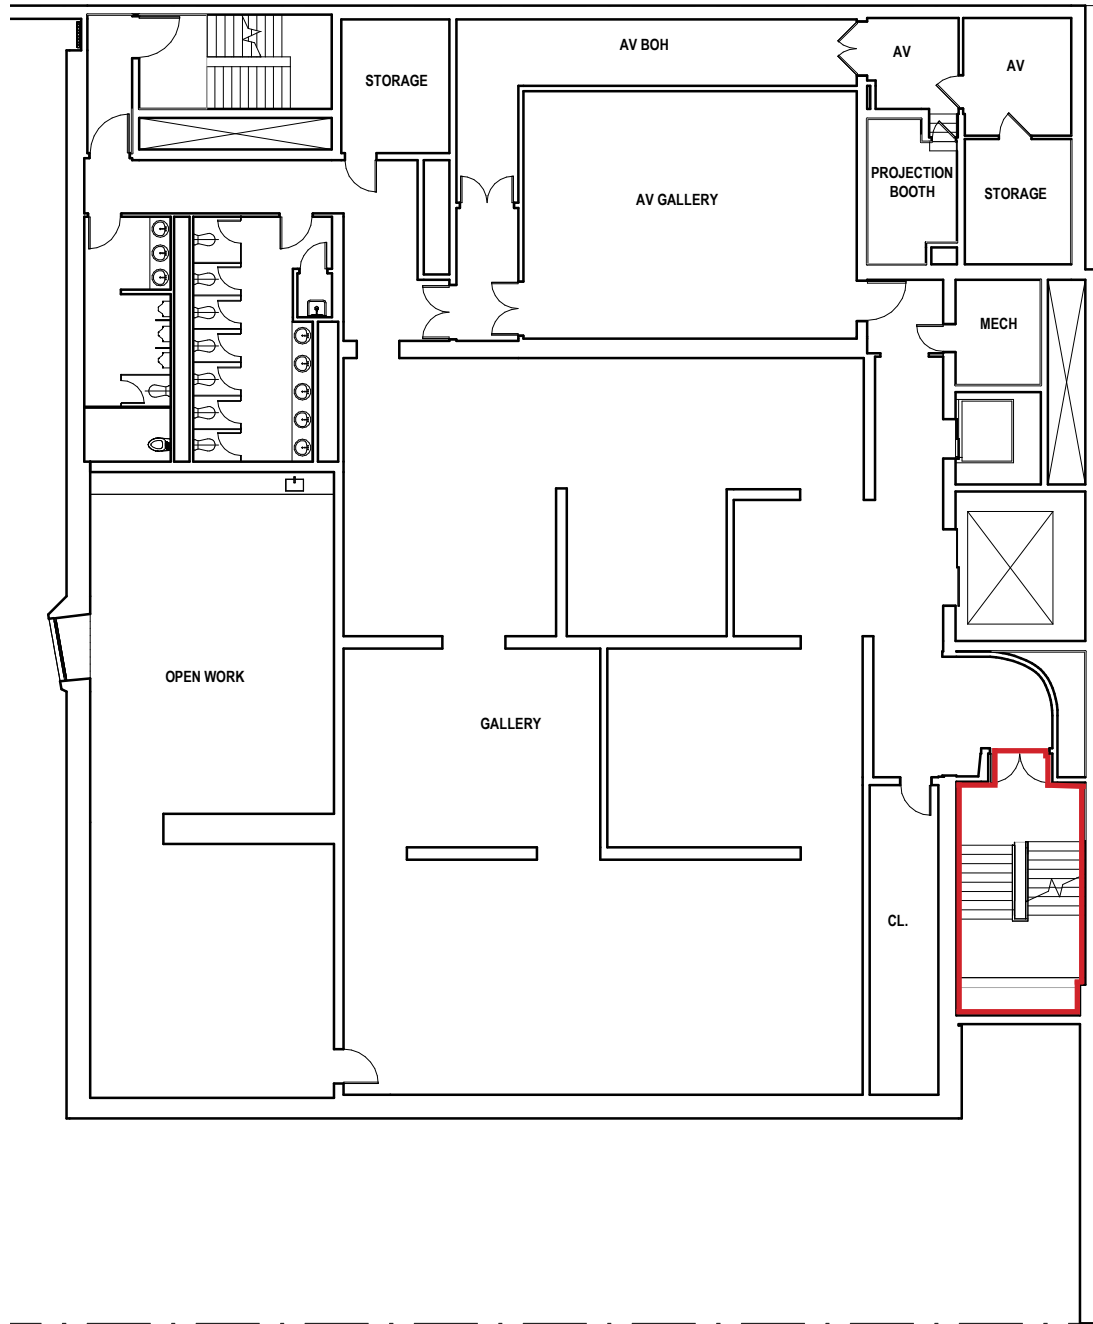 AV BOH
AV
AV
STORAGE
PROJECTION
BOOTH
STORAGE
AV GALLERY
MECH
OPEN WORK
GALLERY
CL.